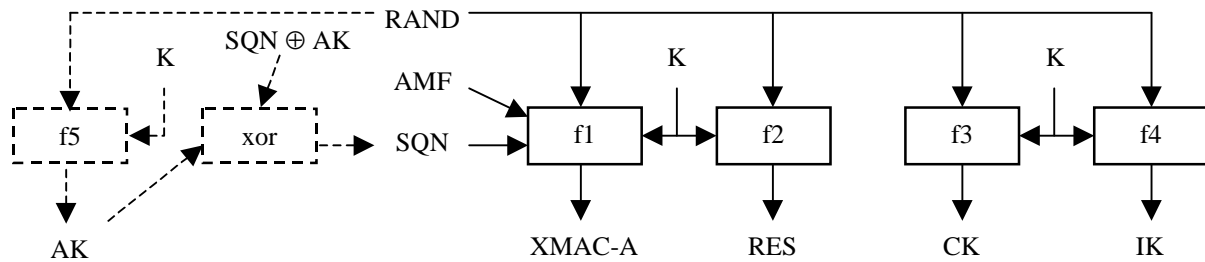 RAND
SQN ⊕ AK
K
K
K
AMF
f5
xor
SQN
f1
f2
f3
f4
AK
XMAC-A
RES
CK
IK